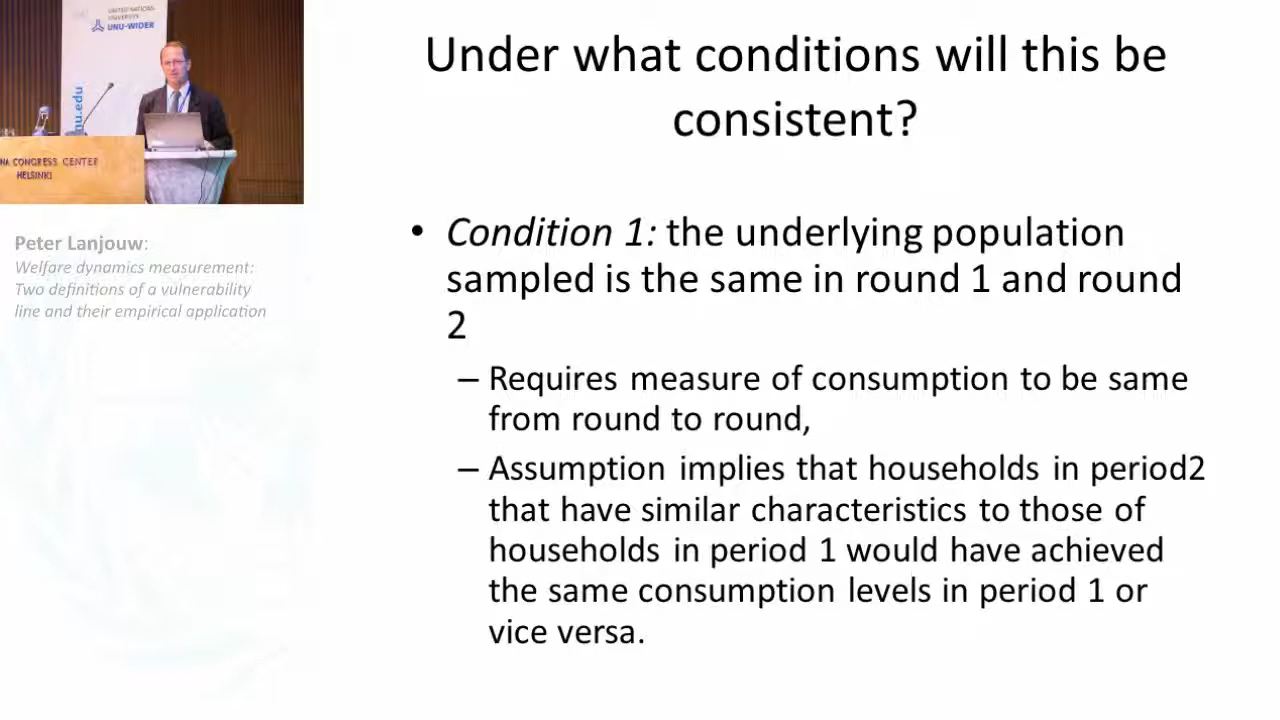 UNITED NATIONS
UNIVERSITY
UNU-WIDER
nu.edu
NA CONGRESS CENTER
HELSINKI
Peter Lanjouw:
Welfare dynamics measurement:
Two definitions of a vulnerability
line and their empirical application
Under what conditions will this be
consistent?
• Condition 1: the underlying population
sampled is the same in round 1 and round
2
– Requires measure of consumption to be same
from round to round,
– Assumption implies that households in period2
that have similar characteristics to those of
households in period 1 would have achieved
the same consumption levels in period 1 or
vice versa.